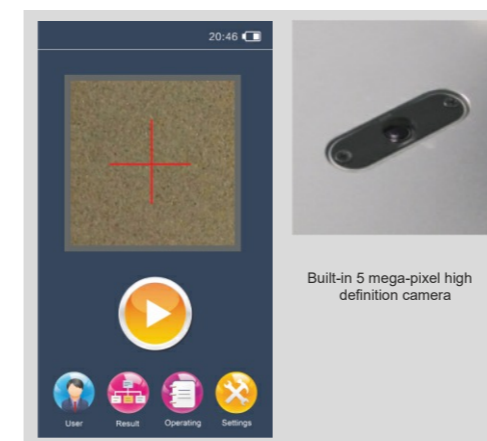 20:46
User
Result
Operating
Settings
Built-in 5 mega-pixel high
definition camera